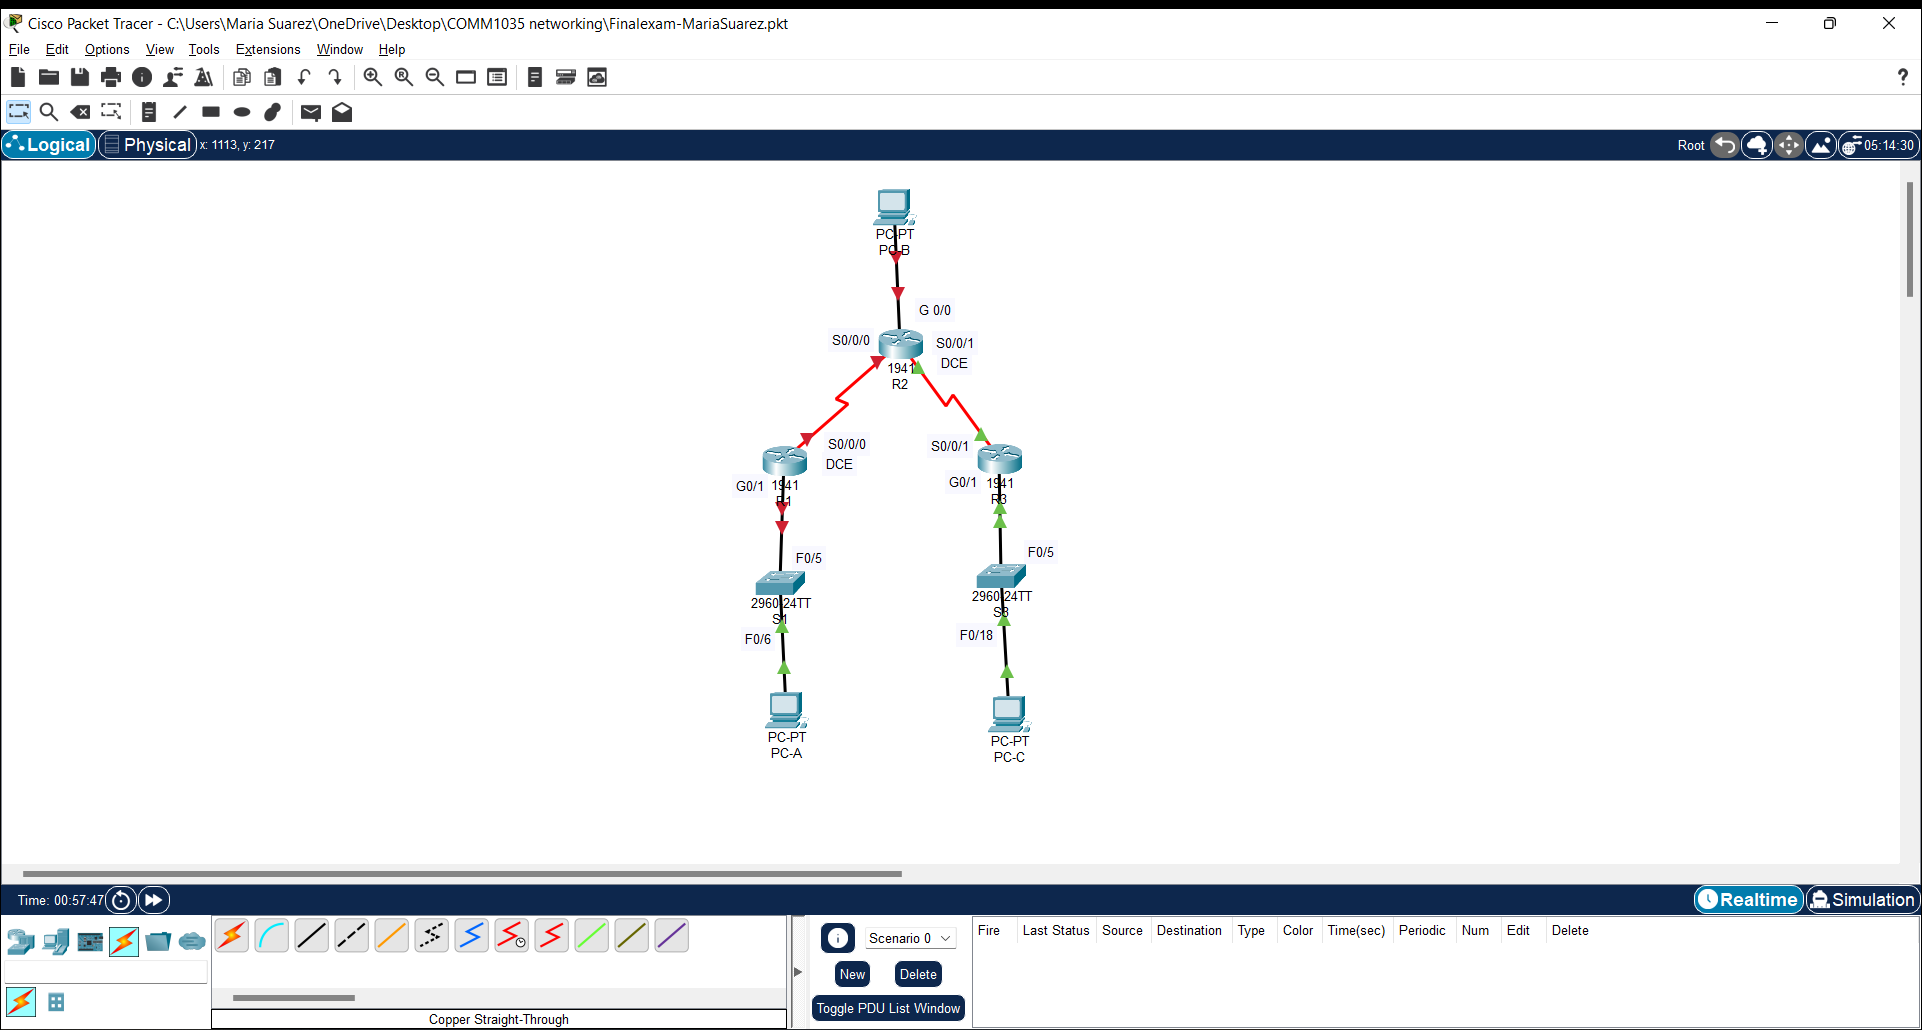 Cisco Packet Tracer - C:\Users\Maria Suarez\OneDrive\Desktop\COMM1035 networking\Finalexam-MariaSuarez.pkt
File Edit Options View Tools Extensions Window Help
?
Logical Physical x: 1113, y: 217 Root 05:14:30
PC-PT
PC-B
G 0/0
S0/0/0
S0/0/1
DCE
1941
R2
S0/0/0
DCE
S0/0/1
G0/1
1941
R1
G0/1
1941
R3
F0/5
F0/5
2960-24TT
S1
2960-24TT
S3
F0/6
F0/18
PC-PT
PC-A
PC-PT
PC-C
Time: 00:57:47 Realtime Simulation
Scenario 0
New Delete
Toggle PDU List Window
Fire Last Status Source Destination Type Color Time(sec) Periodic Num Edit Delete
Copper Straight-Through